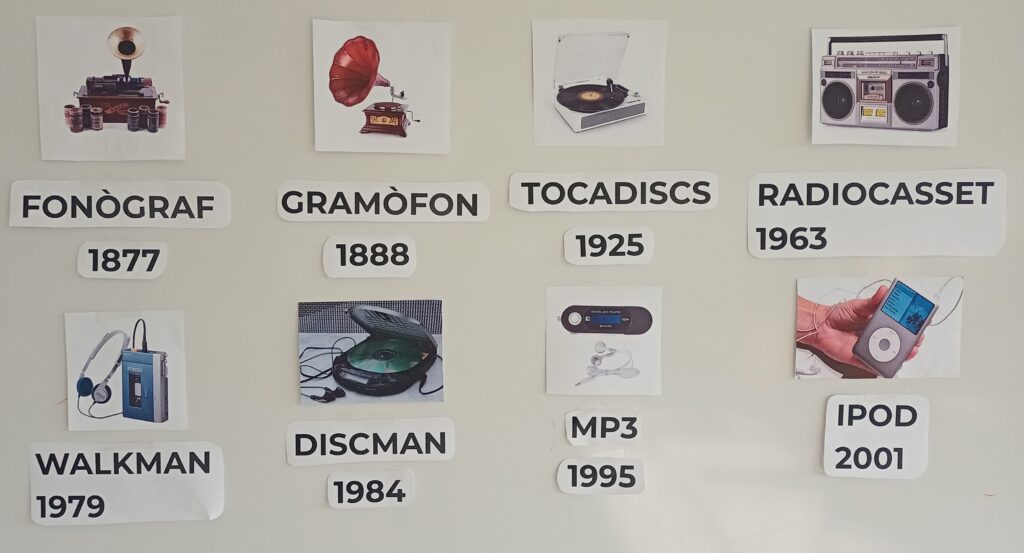 FONÒGRAF
1877
GRAMÒFON
1888
TOCADISCS
1925
RADIOCASSET
1963
WALKMAN
1979
DISCMAN
1984
MP3
1995
IPOD
2001